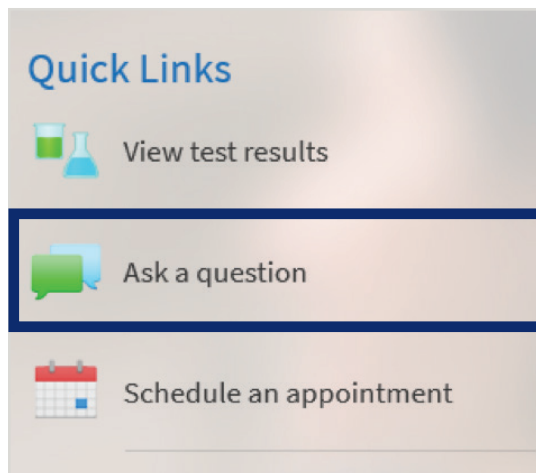 Quick Links
View test results
Ask a question
Schedule an appointment